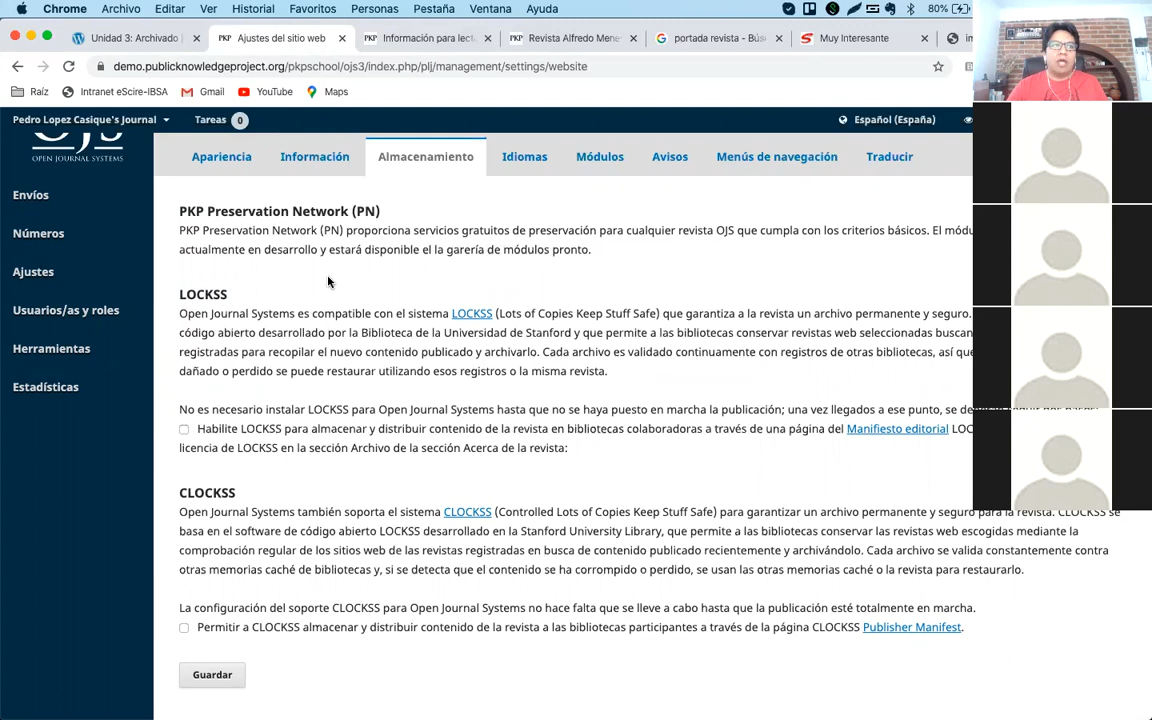 Chrome Archivo Editar Ver Historial Favoritos Personas Pestaña Ventana Ayuda 80%
Unidad 3: Archivado Ajustes del sitio web Información para lect Revista Alfredo Mene portada revista - Bús Muy Interesante im
demo.publicknowledgeproject.org/pkpschool/ojs3/index.php/plj/management/settings/website
Raíz Intranet eScire-IBSA Gmail YouTube Maps
Pedro Lopez Casique's Journal Tareas 0 Español (España)
OJS
OPEN JOURNAL SYSTEMS
Apariencia Información Almacenamiento Idiomas Módulos Avisos Menús de navegación Traducir
Envíos
Números
Ajustes
Usuarios/as y roles
Herramientas
Estadísticas
PKP Preservation Network (PN)
PKP Preservation Network (PN) proporciona servicios gratuitos de preservación para cualquier revista OJS que cumpla con los criterios básicos. El módu
actualmente en desarrollo y estará disponible el la garería de módulos pronto.
LOCKSS
Open Journal Systems es compatible con el sistema LOCKSS (Lots of Copies Keep Stuff Safe) que garantiza a la revista un archivo permanente y seguro.
código abierto desarrollado por la Biblioteca de la Universidad de Stanford y que permite a las bibliotecas conservar revistas web seleccionadas buscan
registradas para recopilar el nuevo contenido publicado y archivarlo. Cada archivo es validado continuamente con registros de otras bibliotecas, así que
dañado o perdido se puede restaurar utilizando esos registros o la misma revista.
No es necesario instalar LOCKSS para Open Journal Systems hasta que no se haya puesto en marcha la publicación; una vez llegados a ese punto, se
Habilite LOCKSS para almacenar y distribuir contenido de la revista en bibliotecas colaboradoras a través de una página del Manifiesto editorial LOC
licencia de LOCKSS en la sección Archivo de la sección Acerca de la revista:
CLOCKSS
Open Journal Systems también soporta el sistema CLOCKSS (Controlled Lots of Copies Keep Stuff Safe) para garantizar un archivo permanente y seguro para la revista. CLOCKSS se
basa en el software de código abierto LOCKSS desarrollado en la Stanford University Library, que permite a las bibliotecas conservar las revistas web escogidas mediante la
comprobación regular de los sitios web de las revistas registradas en busca de contenido publicado recientemente y archivándolo. Cada archivo se valida constantemente contra
otras memorias caché de bibliotecas y, si se detecta que el contenido se ha corrompido o perdido, se usan las otras memorias caché o la revista para restaurarlo.
La configuración del soporte CLOCKSS para Open Journal Systems no hace falta que se lleve a cabo hasta que la publicación esté totalmente en marcha.
Permitir a CLOCKSS almacenar y distribuir contenido de la revista a las bibliotecas participantes a través de la página CLOCKSS Publisher Manifest.
Guardar